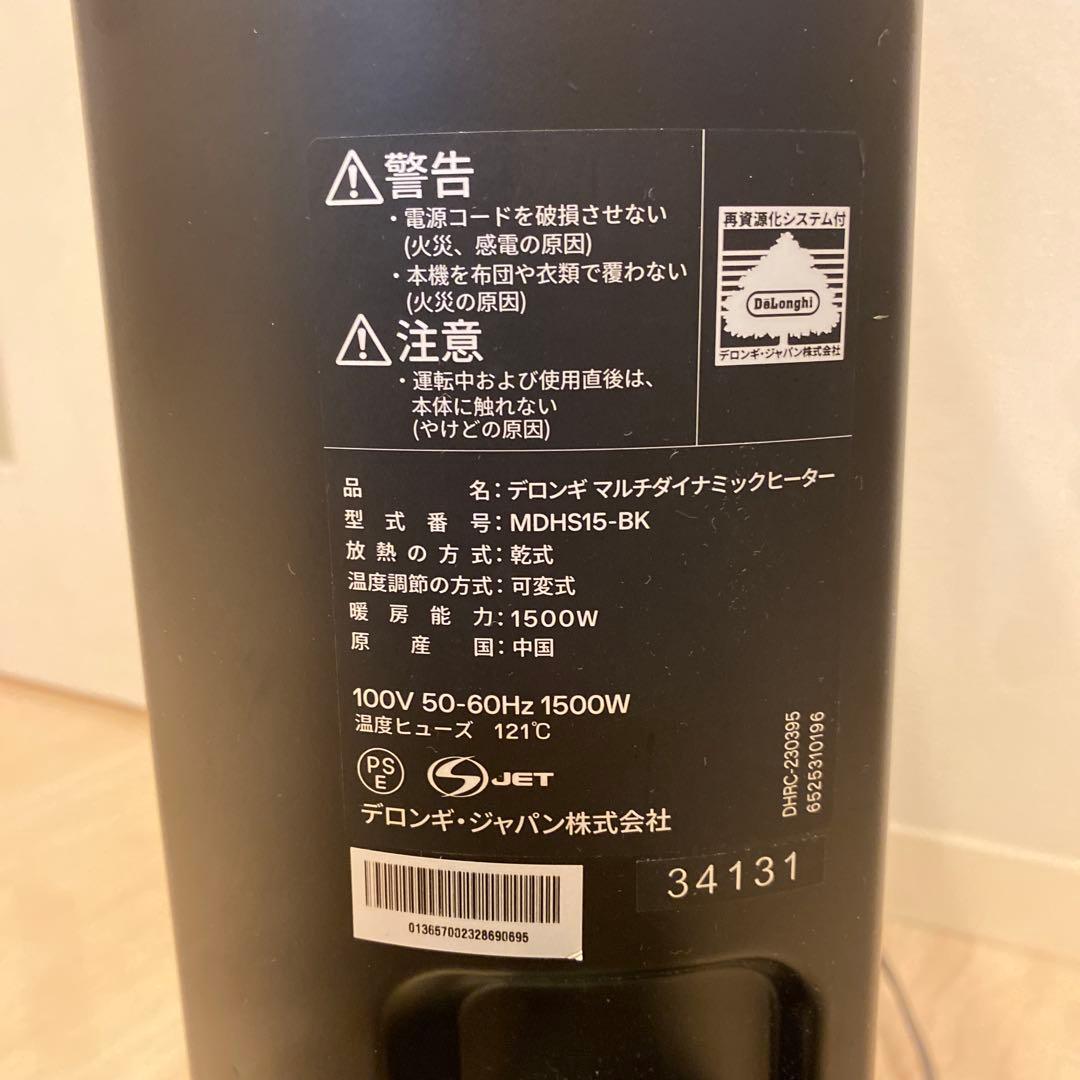 警告
・電源コードを破損させない
(火災、感電の原因)
・本機を布団や衣類で覆わない
(火災の原因)
注意
・運転中および使用直後は、
本体に触れない
(やけどの原因)
再資源化システム付
DeLonghi
デロンギ・ジャパン株式会社
品名：デロンギ マルチダイナミックヒーター
型式番号：MDHS15-BK
放熱の方式：乾式
温度調節の方式：可変式
暖房能力：1500W
原産国：中国
100V 50-60Hz 1500W
温度ヒューズ 121℃
PSE
JET
デロンギ・ジャパン株式会社
DHRC-230395
6525310196
34131
013657002328690695